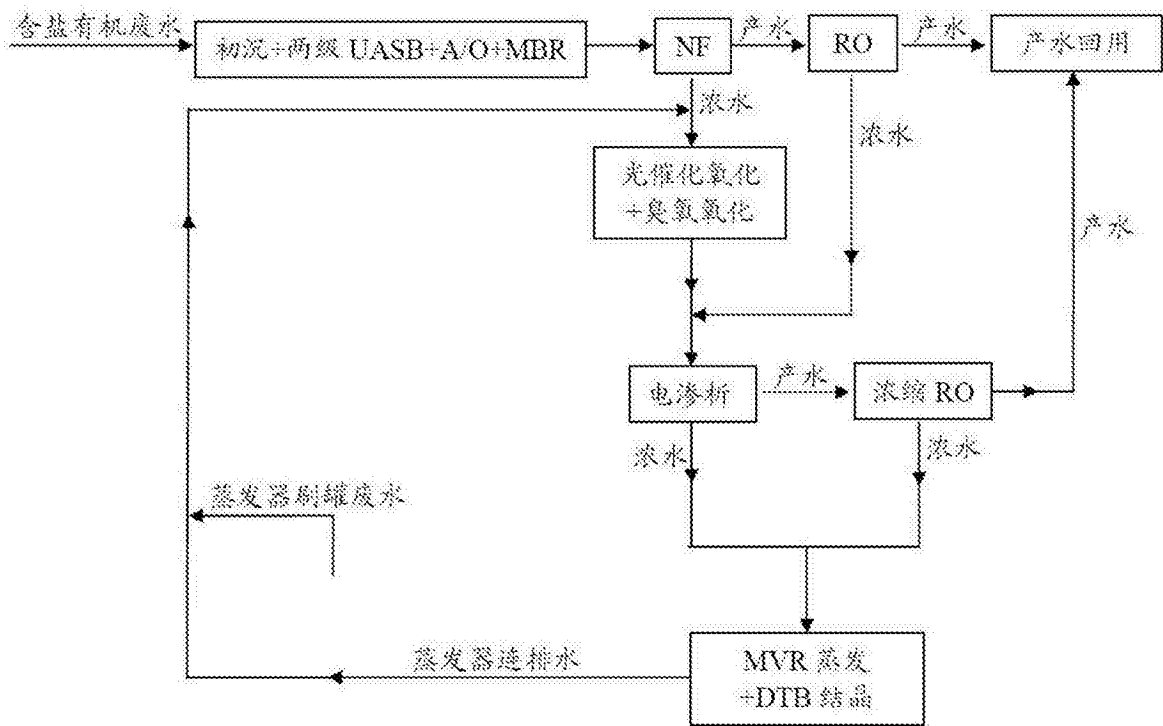 含盐有机废水
初沉+两级 UASB+A/O+MBR
NF
产水
RO
产水
产水回用
浓水
浓水
光催化氧化
+臭氧氧化
产水
电渗析
产水
浓缩 RO
浓水
浓水
蒸发器刷罐废水
蒸发器连排水
MVR 蒸发
+DTB 结晶